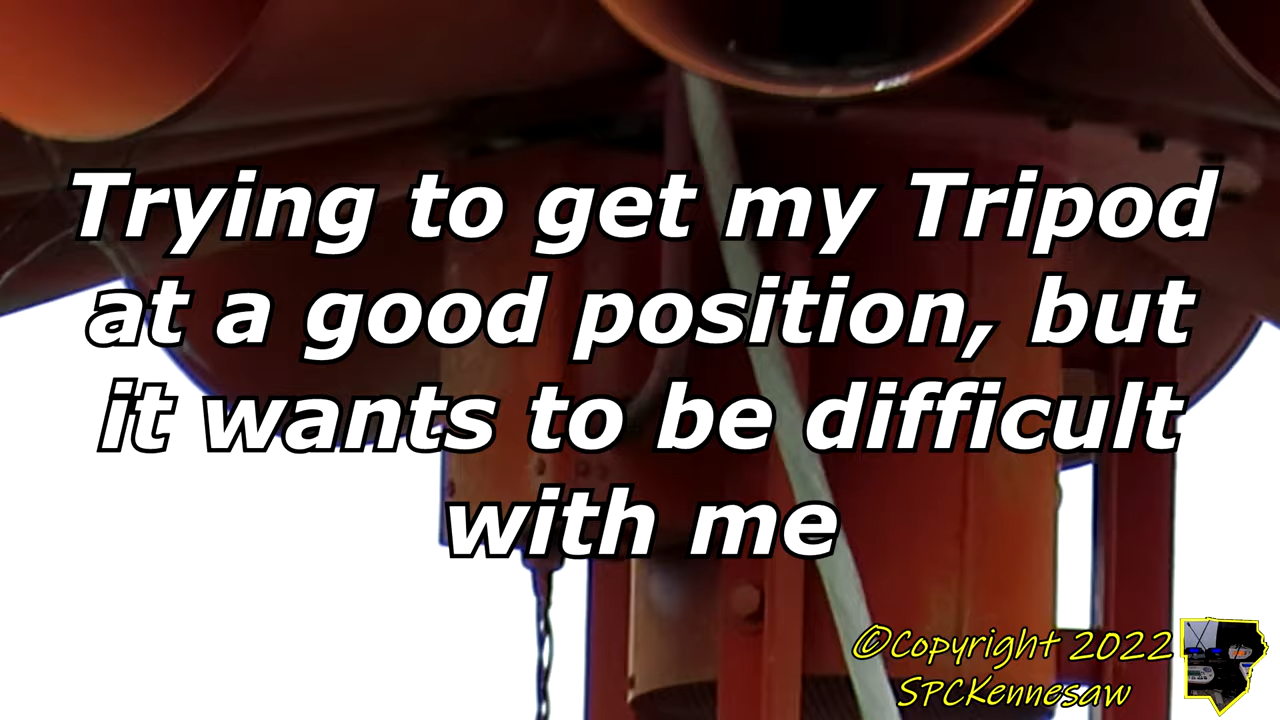 Trying to get my Tripod
at a good position, but
it wants to be difficult
with me
©Copyright 2022
SPCKennesaw